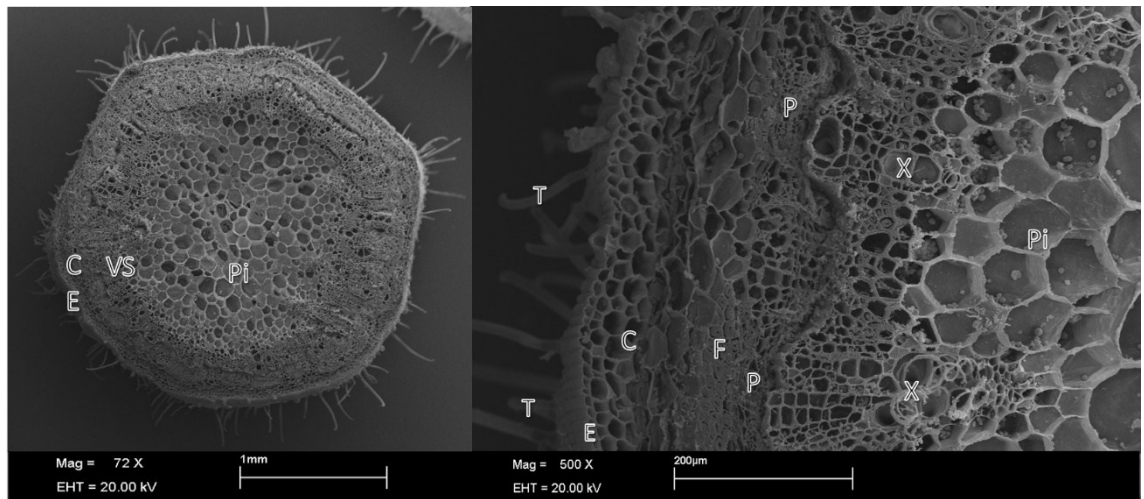 C VS Pi
E
Mag = 72 X 1mm
EHT = 20.00 kV
P
X
T
Pi
C F
P X
T
E
Mag = 500 X 200µm
EHT = 20.00 kV